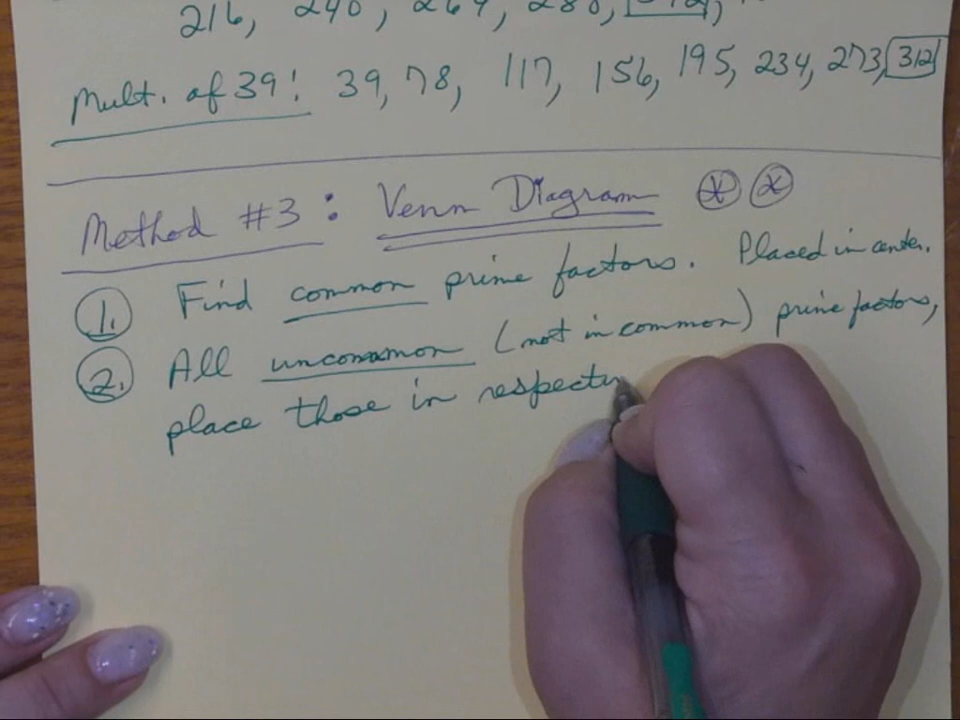 216, 240, 264, 288, 312,
Mult. of 39! 39, 78, 117, 156, 195, 234, 273, 312
Method #3: Venn Diagram
1. Find common prime factors. Placed in center.
2. All uncommon (not in common) prime factors,
place those in respectiv